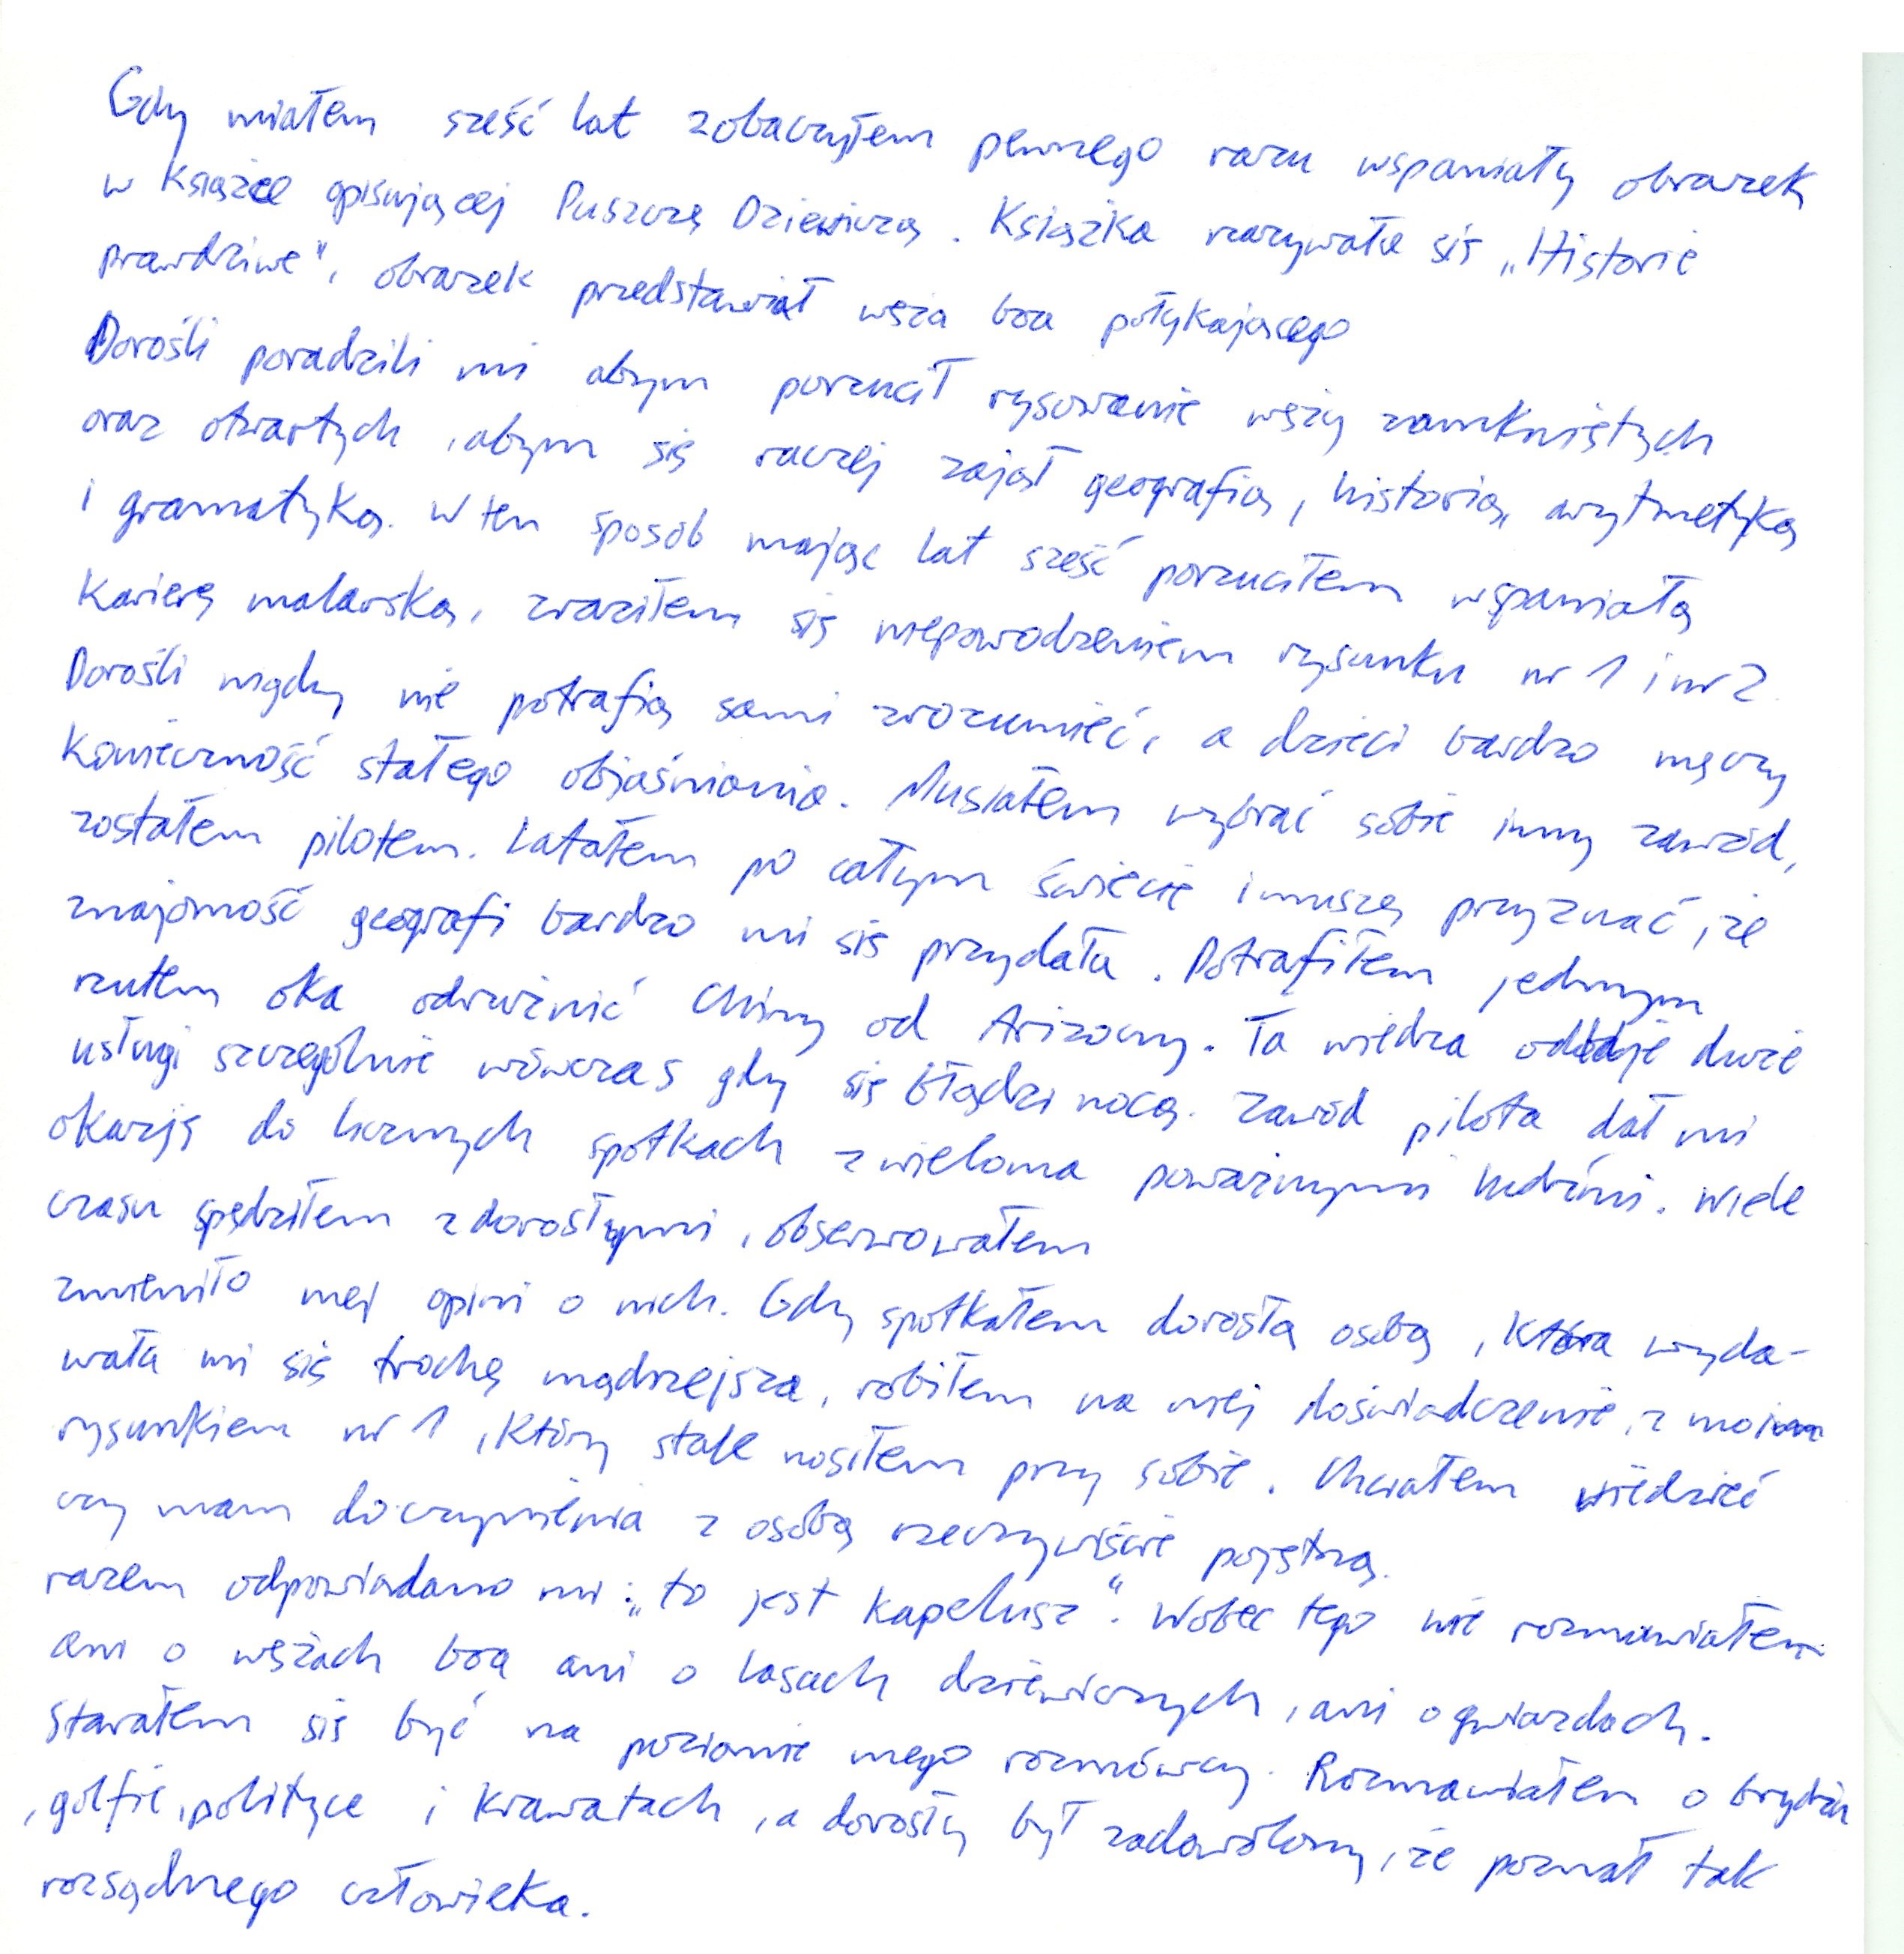 Gdy miałem sześć lat zobaczyłem pewnego razu wspaniały obrazek
w książce opisującej Puszczę Dziewiczą. Książka nazywała się „Historie
prawdziwe", obrazek przedstawiał węża boa połykającego
Dorośli poradzili mi abym porzucił rysowanie węży zamkniętych
oraz otwartych, abym się raczej zajął geografią, historią, arytmetyką
i gramatyką. W ten sposób mając lat sześć porzuciłem wspaniałą
karierę malarską, zraziłem się niepowodzeniem rysunku nr 1 i nr 2.
Dorośli nigdy nie potrafią sami zrozumieć, a dzieci bardzo męczy
konieczność stałego objaśniania. Musiałem wybrać sobie inny zawód,
zostałem pilotem. Latałem po całym świecie i muszę przyznać, że
znajomość geografi bardzo mi się przydała. Potrafiłem jednym
rzutem oka odróżnić Chiny od Arizony. Ta wiedza oddaje duże
usługi szczególnie wówczas gdy się błądzi nocą. Zawód pilota dał mi
okazję do licznych spotkach z wieloma poważnymi ludźmi. Wiele
czasu spędziłem z dorosłymi, obserwowałem
zmieniło mej opini o nich. Gdy spotkałem dorosłą osobę, która wyda-
wała mi się trochę mądrzejsza, robiłem na niej doświadczenie, z moim
rysunkiem nr 1, który stale nosiłem przy sobie. Chciałem wiedzieć
czy mam do czynienia z osobą rzeczywiście pojętną.
razem odpowiadano mi: „to jest kapelusz". Wobec tego nie rozmawiałem
ani o wężach boa ani o lasach dziewiczych, ani o gwiazdach.
Starałem się być na poziomie mego rozmówcy. Rozmawiałem o brydżu
, golfie, polityce i krawatach, a dorosły był zadowolony, że poznał tak
rozsądnego człowieka.